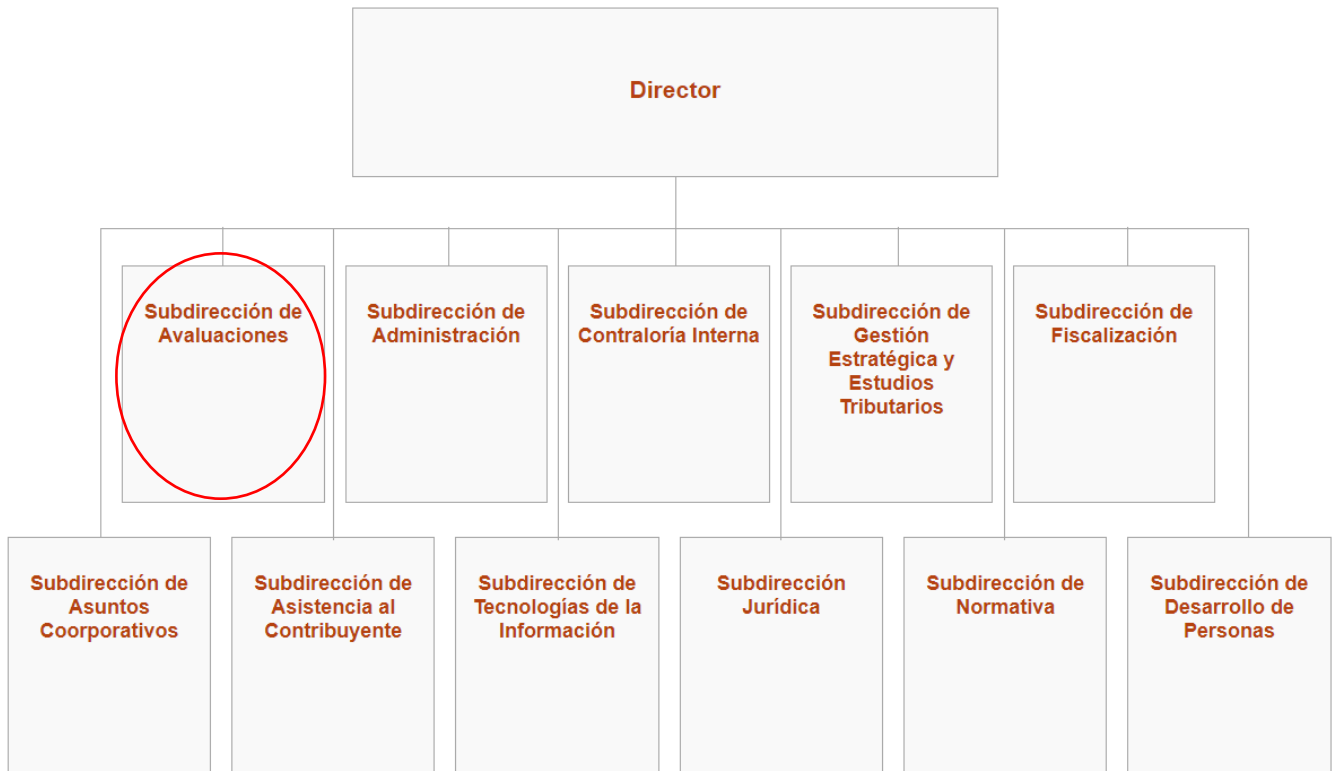 Director
Subdirección de
Avaluaciones
Subdirección de
Administración
Subdirección de
Contraloría Interna
Subdirección de
Gestión
Estratégica y
Estudios
Tributarios
Subdirección de
Fiscalización
Subdirección de
Asuntos
Coorporativos
Subdirección de
Asistencia al
Contribuyente
Subdirección de
Tecnologías de la
Información
Subdirección
Jurídica
Subdirección de
Normativa
Subdirección de
Desarrollo de
Personas